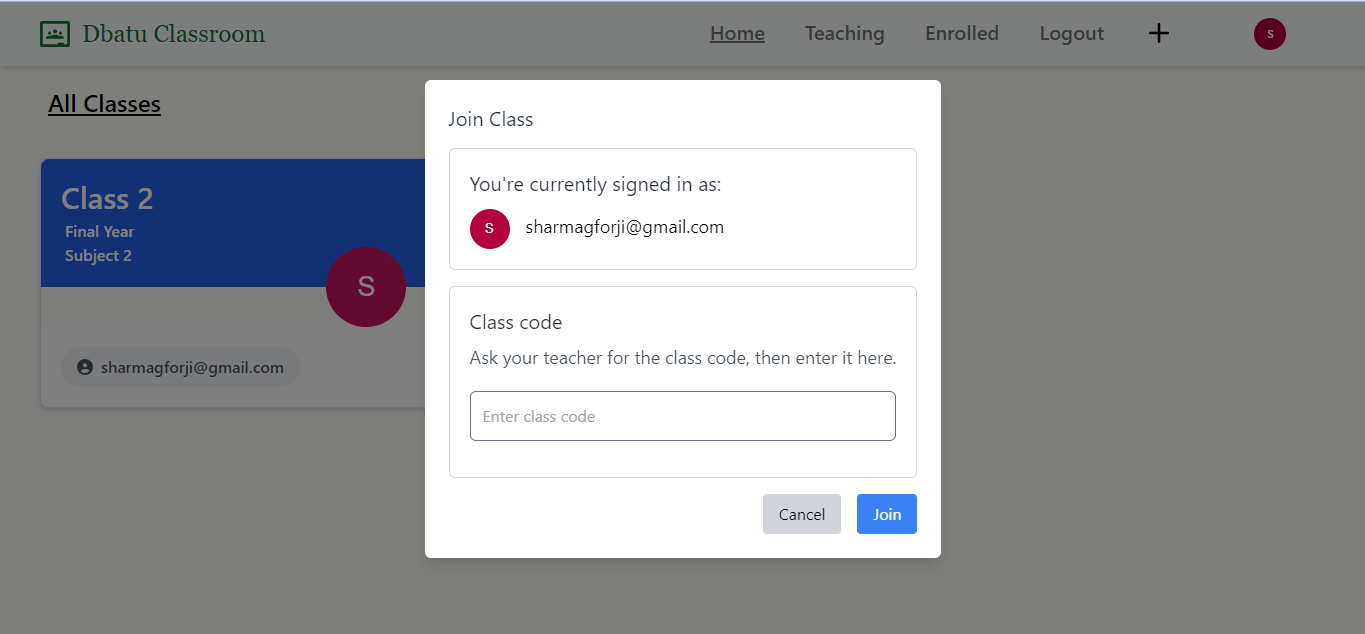 Dbatu Classroom
Home Teaching Enrolled Logout + S
All Classes
Class 2
Final Year
Subject 2
S
sharmagforji@gmail.com
Join Class
You're currently signed in as:
S sharmagforji@gmail.com
Class code
Ask your teacher for the class code, then enter it here.
Enter class code
Cancel Join